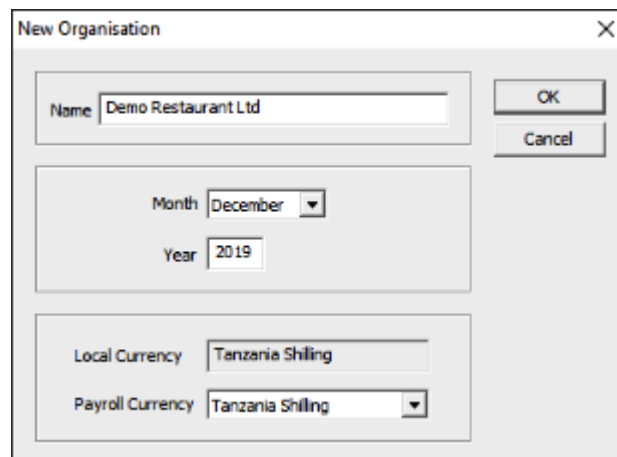 New Organisation
Name Demo Restaurant Ltd
OK
Cancel
Month December
Year 2019
Local Currency Tanzania Shilling
Payroll Currency Tanzania Shilling